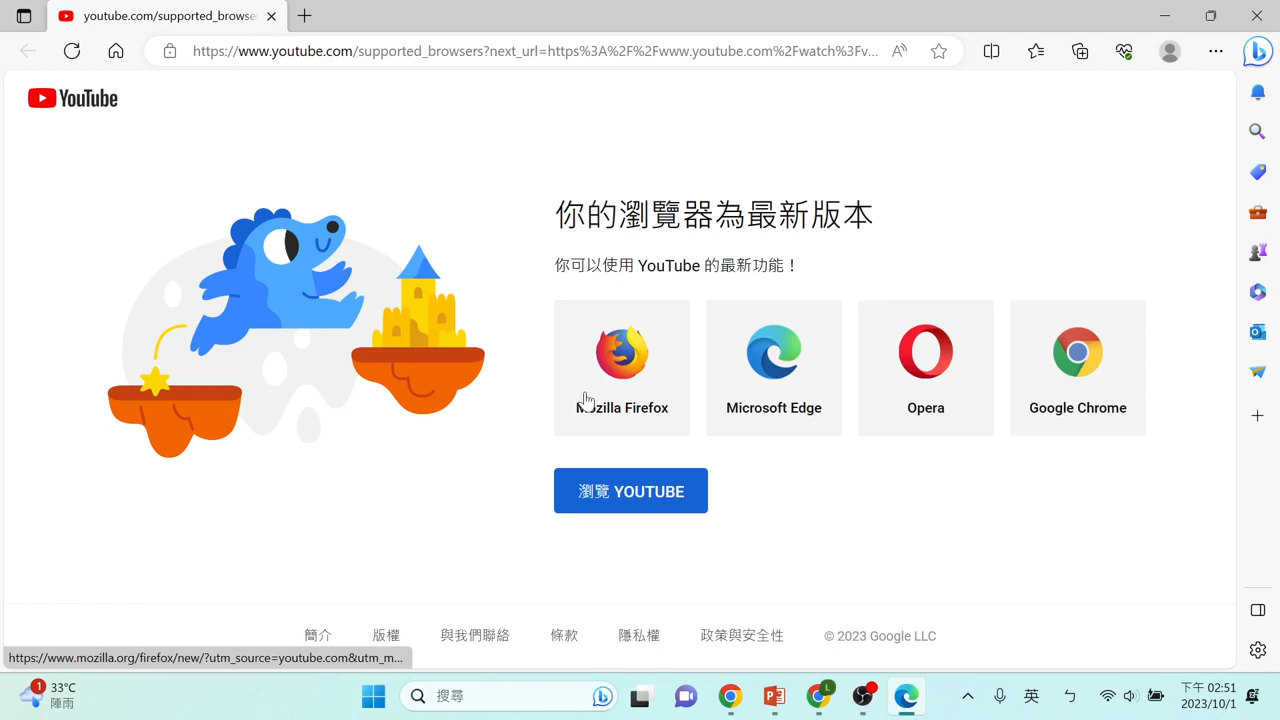 youtube.com/supported_browse
https://www.youtube.com/supported_browsers?next_url=https%3A%2F%2Fwww.youtube.com%2Fwatch%3Fv...
YouTube
你的瀏覽器為最新版本
你可以使用 YouTube 的最新功能！
Mozilla Firefox
Microsoft Edge
Opera
Google Chrome
瀏覽 YOUTUBE
簡介
版權
與我們聯絡
條款
隱私權
政策與安全性
© 2023 Google LLC
https://www.mozilla.org/firefox/new/?utm_source=youtube.com&utm_m...
1
33°C
陣雨
搜尋
L
英
ㄅ
下午 02:51
2023/10/1